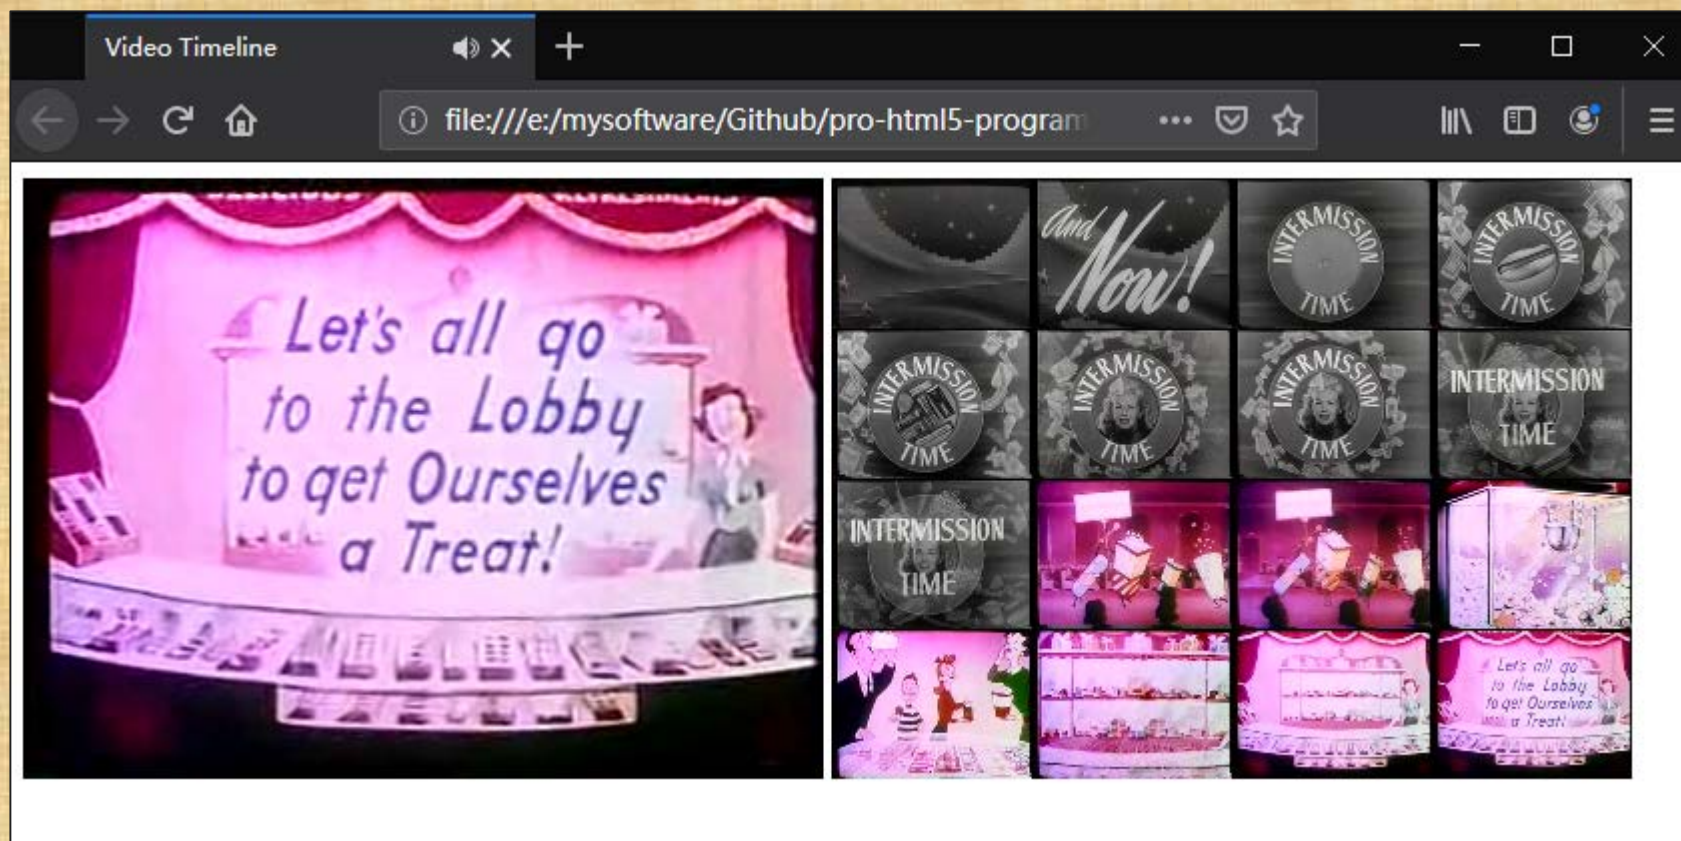 Video Timeline
file:///e:/mysoftware/Github/pro-html5-program
Let's all go
to the Lobby
to get Ourselves
a Treat!
And
Now!
INTERMISSION
TIME
INTERMISSION
TIME
INTERMISSION
TIME
INTERMISSION
TIME
INTERMISSION
TIME
INTERMISSION
TIME
INTERMISSION
TIME
Let's all go
to the Lobby
to get Ourselves
a Treat!